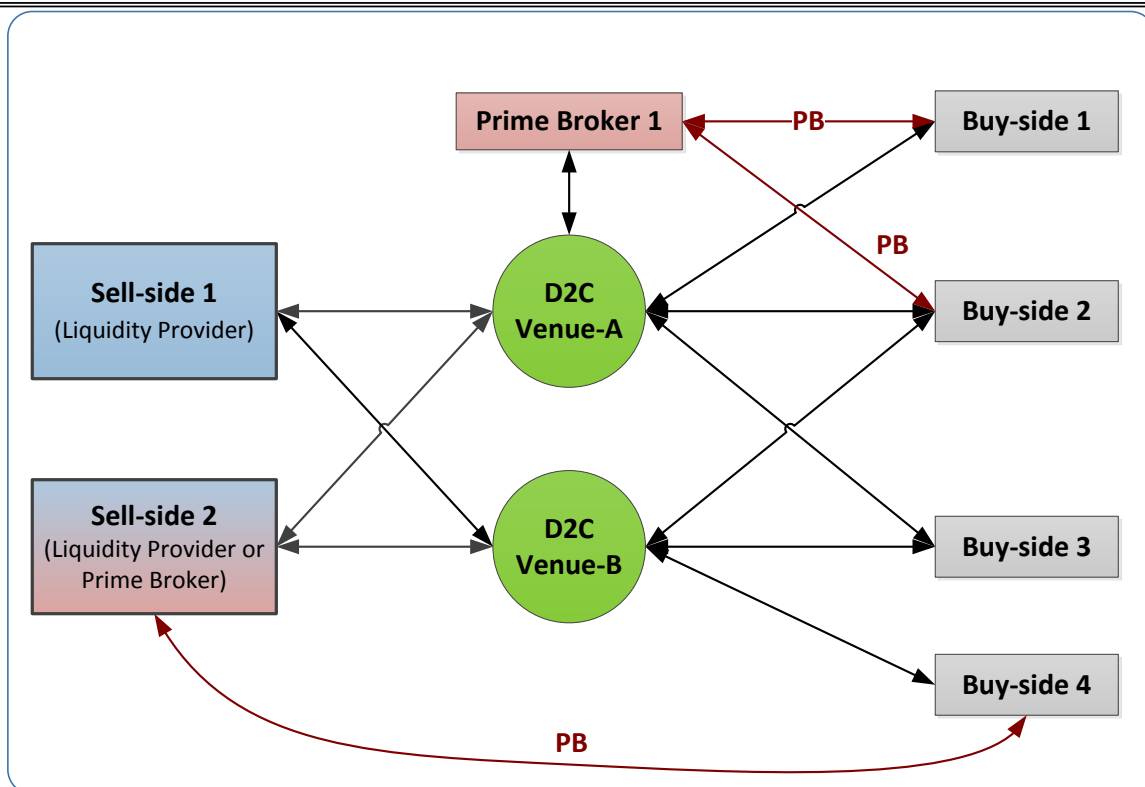 Prime Broker 1
PB
Buy-side 1
PB
Sell-side 1
(Liquidity Provider)
D2C
Venue-A
Buy-side 2
Sell-side 2
(Liquidity Provider or
Prime Broker)
D2C
Venue-B
Buy-side 3
Buy-side 4
PB